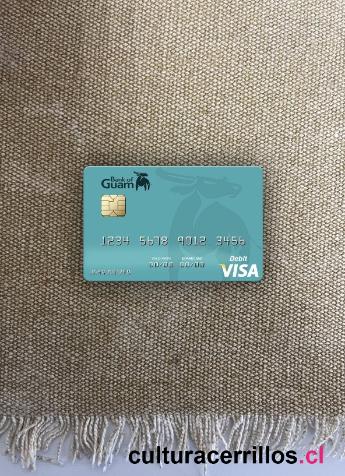 Bank of
Guam
1234 5678 9012 3456
Debit
VISA
culturacerrillos.cl